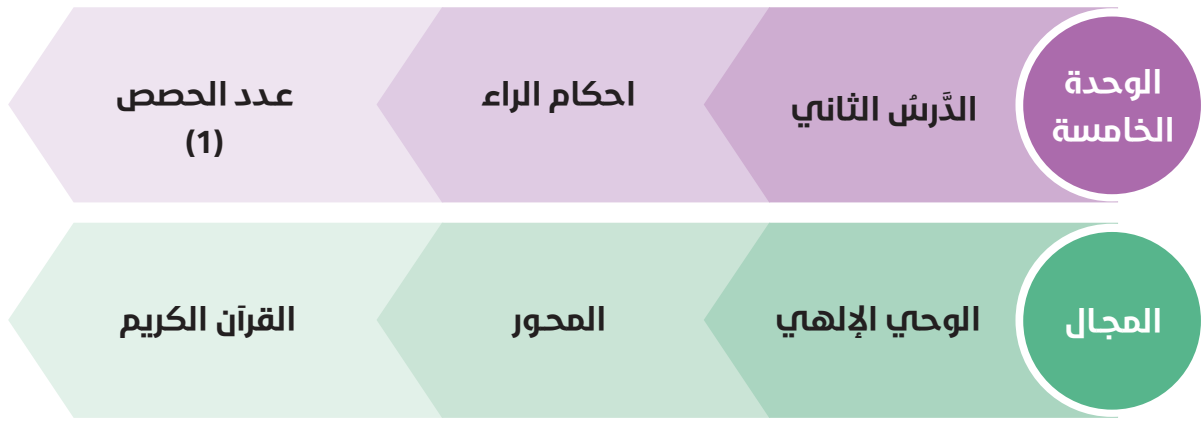 الوحدة
الخامسة
الدَّرسُ الثاني
احكام الراء
عدد الحصص
(1)
المجال
الوحي الإلهي
المحور
القرآن الكريم